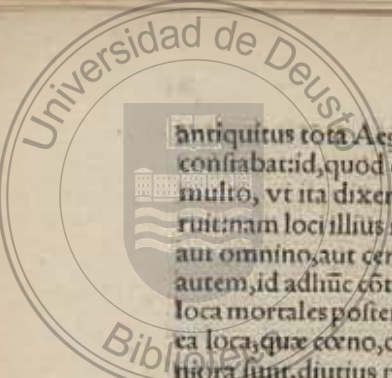 Universidad de Deusto
antiquitus tota Aeg
constabat:id,quod
multo, vt ita dixer
ruit:nam loci illius
aut omnino,aut cer
autem,id adhūc cōt
loca mortales poster
ea loca,quæ cœno,
niora sunt,diutius
Biblioteca